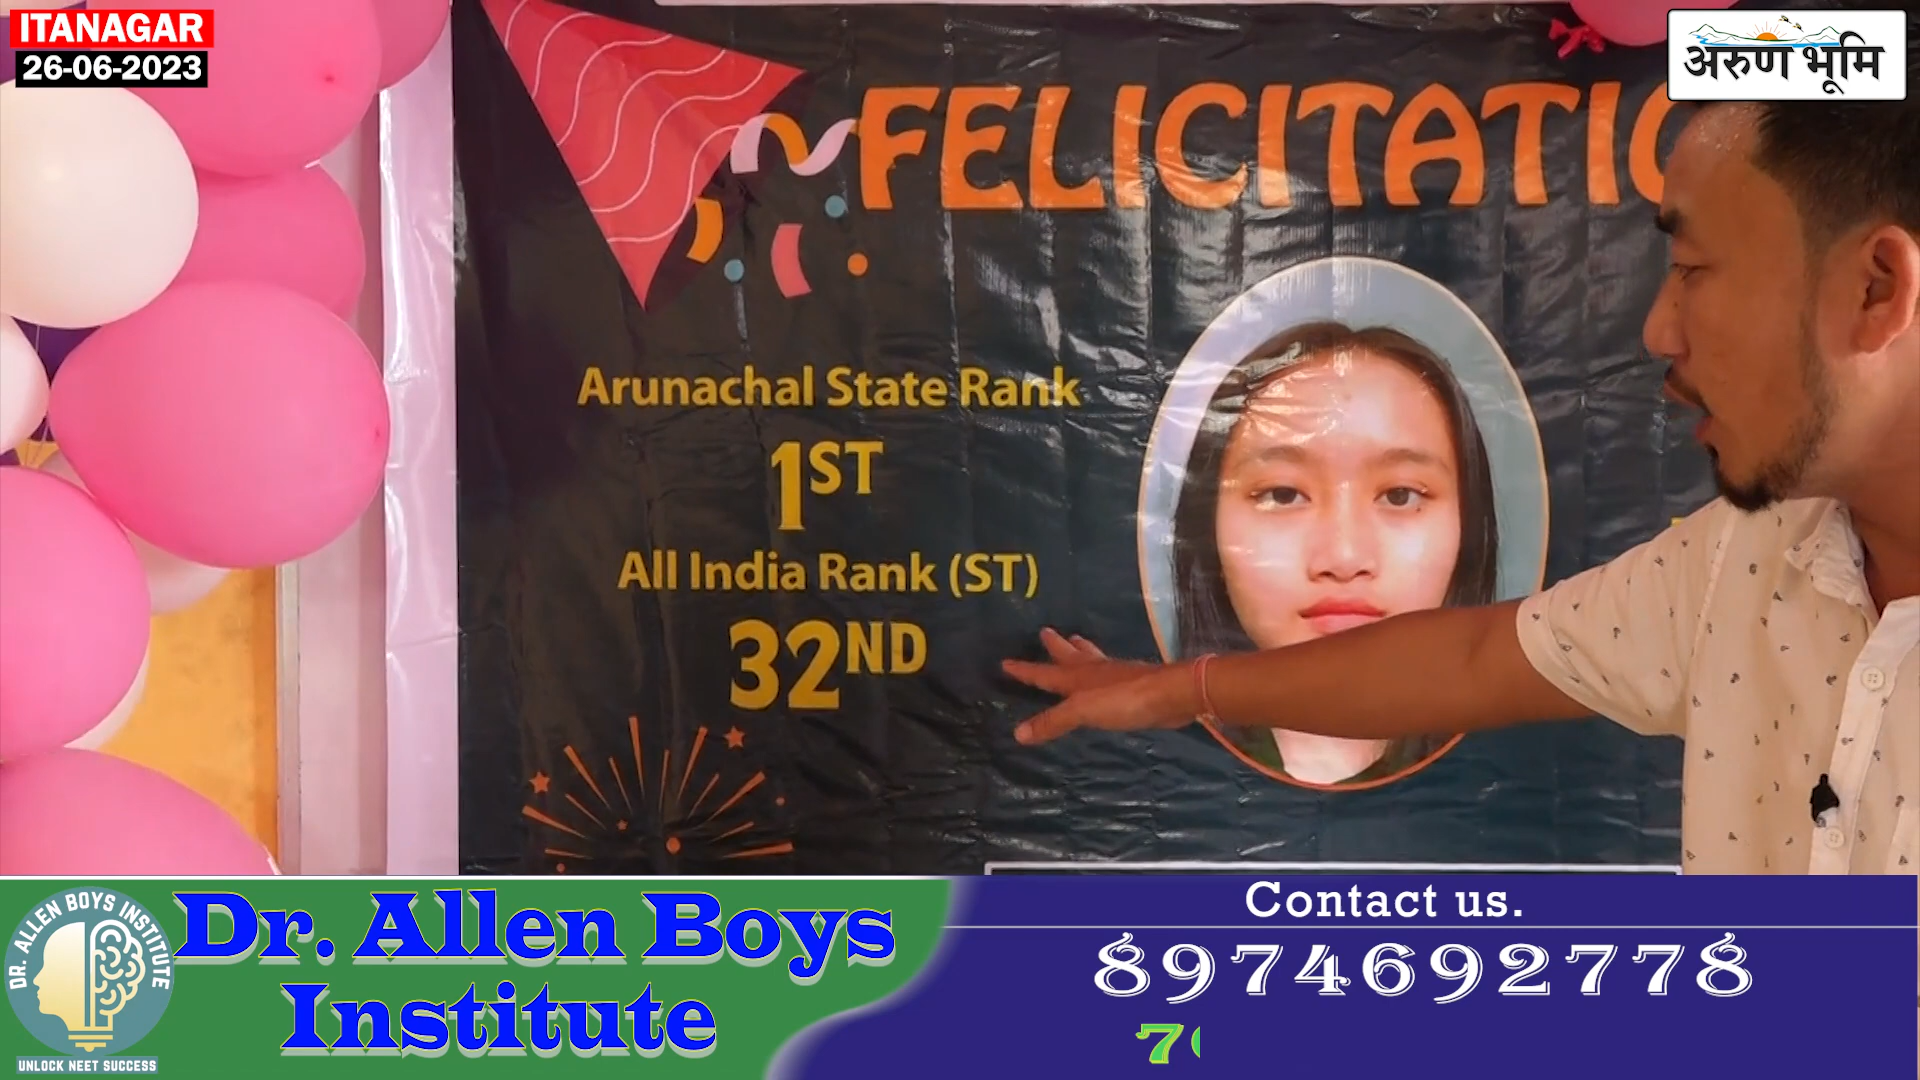 ITANAGAR
26-06-2023
अरुण भूमि
Arunachal State Rank
1ST
All India Rank (ST)
32ND
DR. ALLEN BOYS INSTITUTE
UNLOCK NEET SUCCESS
Dr. Allen Boys
Institute
Contact us.
8974692778